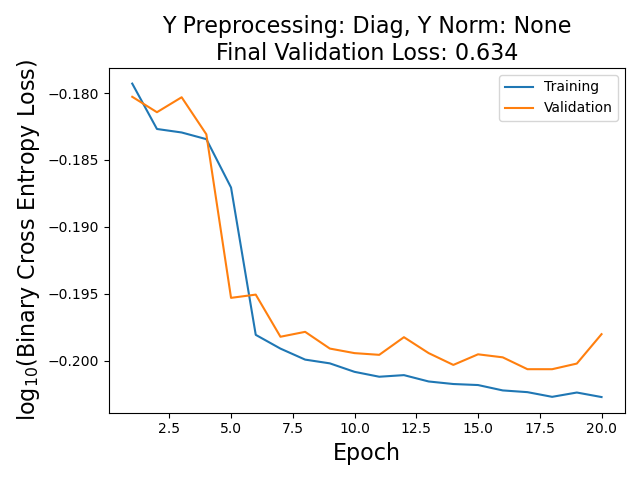 Y Preprocessing: Diag, Y Norm: None
Final Validation Loss: 0.634
Training
Validation
−0.180
−0.185
−0.190
−0.195
−0.200
log₁₀(Binary Cross Entropy Loss)
2.5 5.0 7.5 10.0 12.5 15.0 17.5 20.0
Epoch